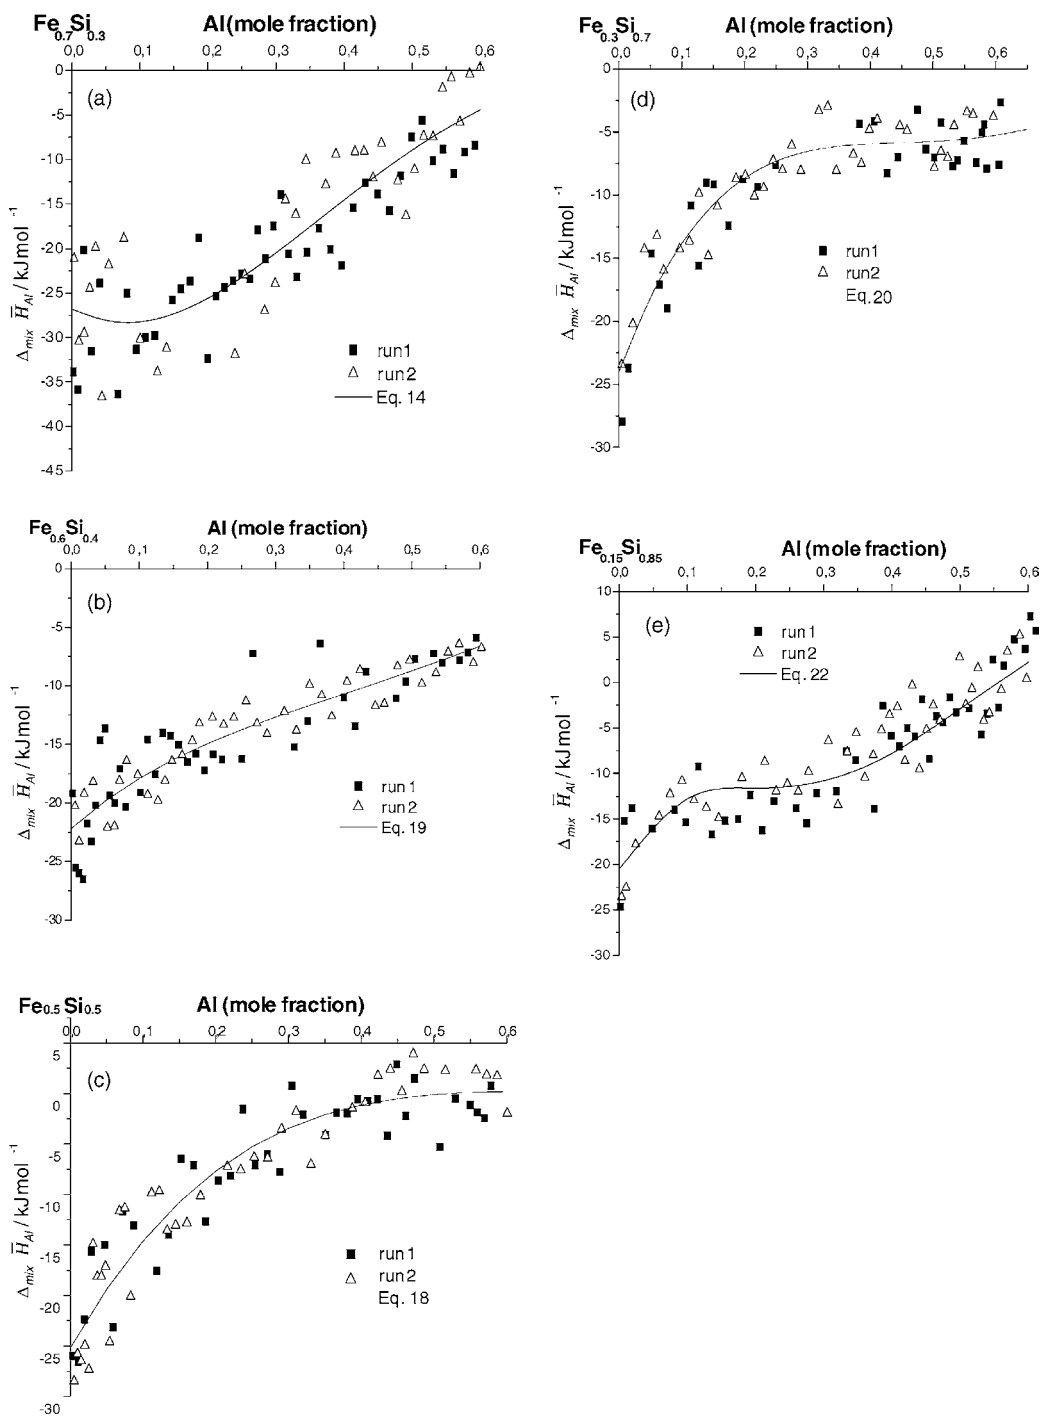 Fe0.7Si0.3 Al (mole fraction)
0,0 0,1 0,2 0,3 0,4 0,5 0,6
0
-5
-10
-15
-20
-25
-30
-35
-40
-45
(a)
Δmix H̅Al / kJmol⁻¹
run1
run2
Eq. 14
Fe0.6Si0.4 Al (mole fraction)
0,0 0,1 0,2 0,3 0,4 0,5 0,6
0
-5
-10
-15
-20
-25
-30
(b)
Δmix H̅Al / kJmol⁻¹
run1
run2
Eq. 19
Fe0.5Si0.5 Al (mole fraction)
0,0 0,1 0,2 0,3 0,4 0,5 0,6
5
0
-5
-10
-15
-20
-25
-30
(c)
Δmix H̅Al / kJmol⁻¹
run1
run2
Eq. 18
Fe0.3Si0.7 Al (mole fraction)
0,0 0,1 0,2 0,3 0,4 0,5 0,6
0
-5
-10
-15
-20
-25
-30
(d)
Δmix H̅Al / kJmol⁻¹
run1
run2
Eq.20
Fe0.15Si0.85 Al (mole fraction)
0,0 0,1 0,2 0,3 0,4 0,5 0,6
10
5
0
-5
-10
-15
-20
-25
-30
(e)
Δmix H̅Al / kJmol⁻¹
run1
run2
Eq. 22